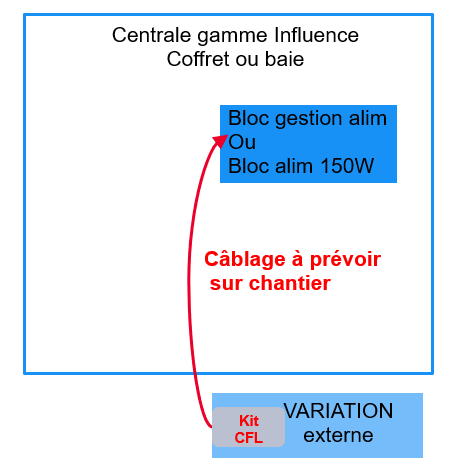 Centrale gamme Influence
Coffret ou baie
Bloc gestion alim
Ou
Bloc alim 150W
Câblage à prévoir
sur chantier
Kit
CFL
VARIATION
externe